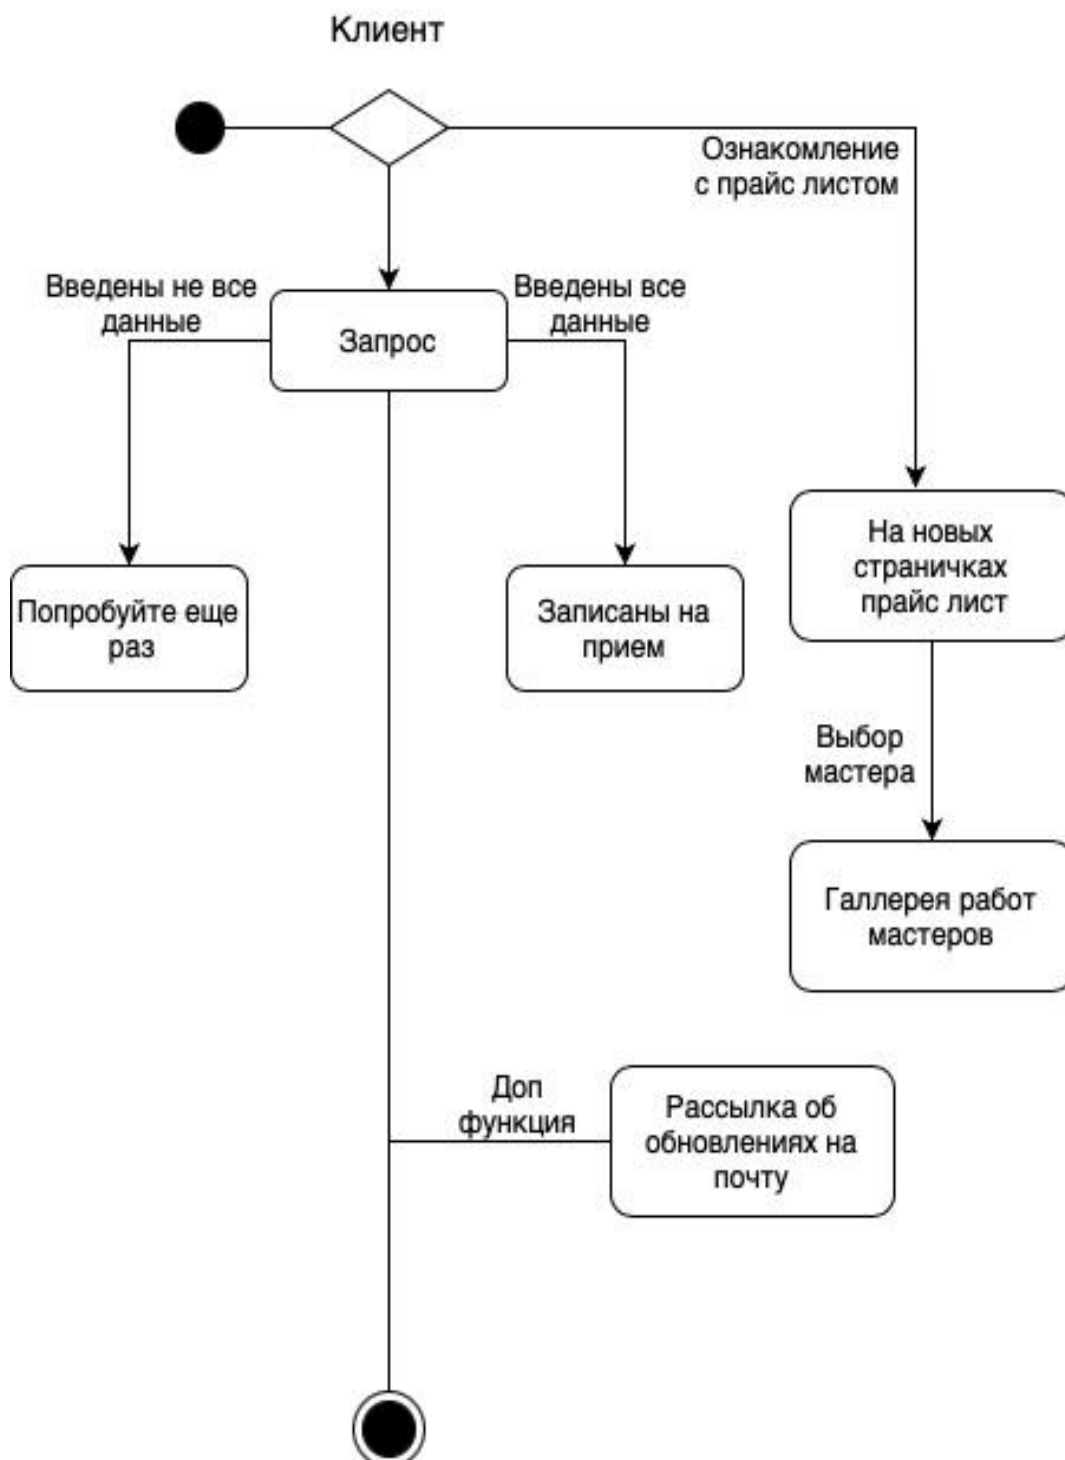 Клиент
Ознакомление
с прайс листом
Введены не все
данные
Введены все
данные
Запрос
На новых
страничках
прайс лист
Попробуйте еще
раз
Записаны на
прием
Выбор
мастера
Галлерея работ
мастеров
Доп
функция
Рассылка об
обновлениях на
почту